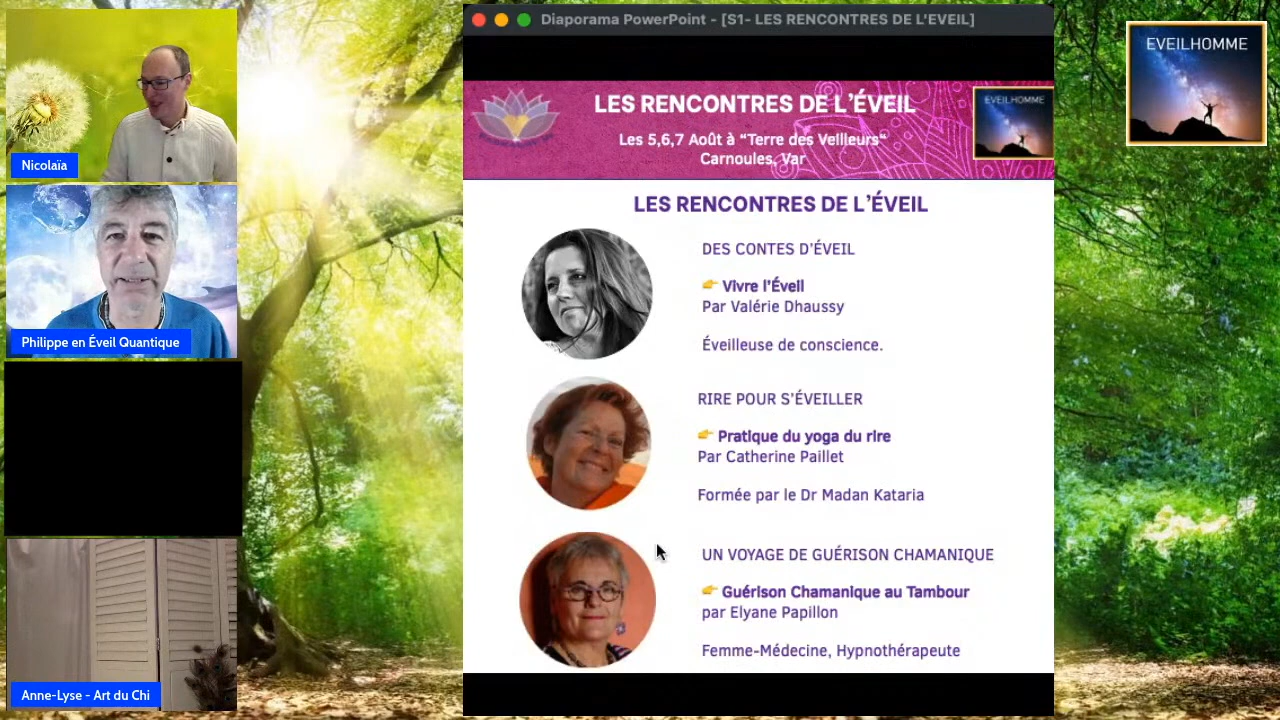 Diaporama PowerPoint - [S1- LES RENCONTRES DE L'EVEIL]
EVEILHOMME
LES RENCONTRES DE L’ÉVEIL
EVEILHOMME
Les 5,6,7 Août à “Terre des Veilleurs“
Carnoules, Var
Nicolaïa
LES RENCONTRES DE L’ÉVEIL
DES CONTES D’ÉVEIL
👉 Vivre l’Éveil
Par Valérie Dhaussy
Éveilleuse de conscience.
Philippe en Éveil Quantique
RIRE POUR S’ÉVEILLER
👉 Pratique du yoga du rire
Par Catherine Paillet
Formée par le Dr Madan Kataria
UN VOYAGE DE GUÉRISON CHAMANIQUE
👉 Guérison Chamanique au Tambour
par Elyane Papillon
Femme-Médecine, Hypnothérapeute
Anne-Lyse - Art du Chi